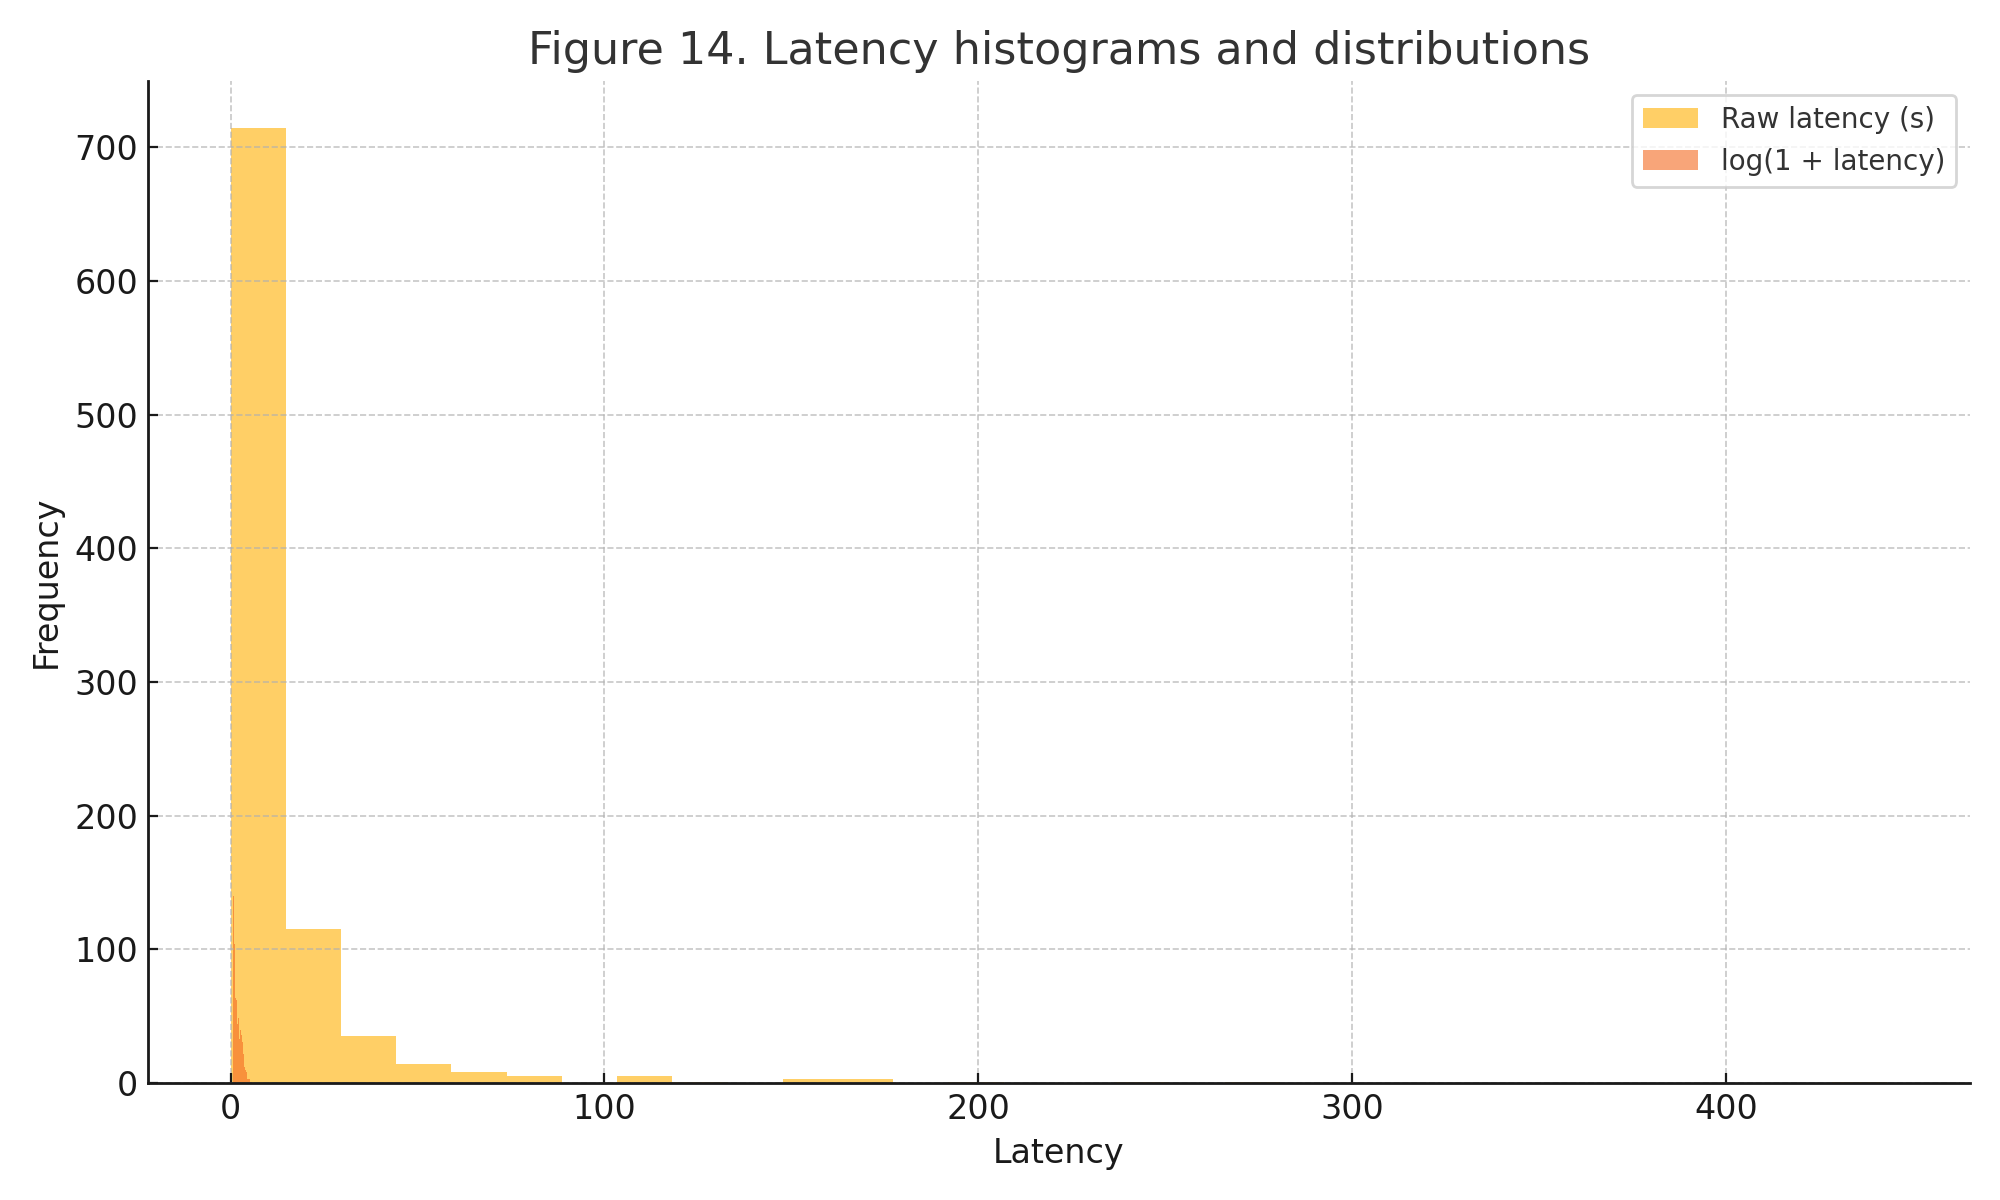 Figure 14. Latency histograms and distributions
Raw latency (s)
log(1 + latency)
700
600
500
400
300
200
100
0
Frequency
0 100 200 300 400
Latency